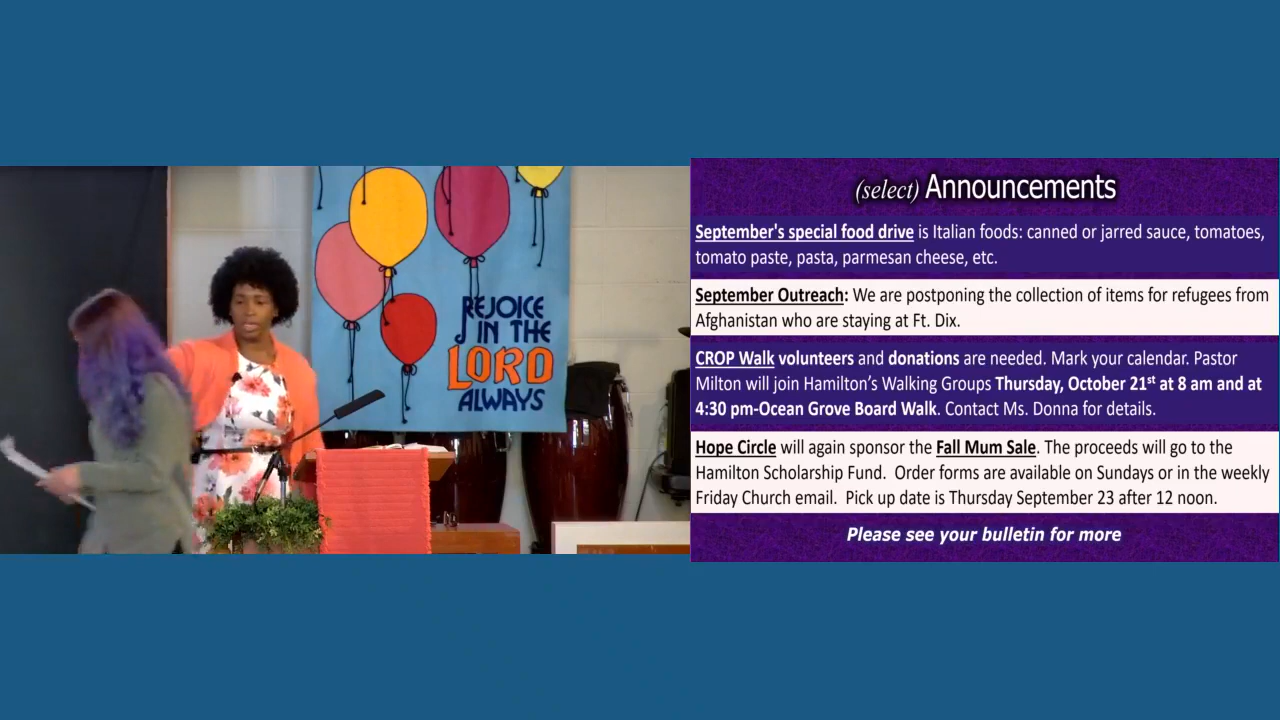 REJOICE
IN THE
LORD
ALWAYS
(select) Announcements
September's special food drive is Italian foods: canned or jarred sauce, tomatoes,
tomato paste, pasta, parmesan cheese, etc.
September Outreach: We are postponing the collection of items for refugees from
Afghanistan who are staying at Ft. Dix.
CROP Walk volunteers and donations are needed. Mark your calendar. Pastor
Milton will join Hamilton’s Walking Groups Thursday, October 21st at 8 am and at
4:30 pm-Ocean Grove Board Walk. Contact Ms. Donna for details.
Hope Circle will again sponsor the Fall Mum Sale. The proceeds will go to the
Hamilton Scholarship Fund. Order forms are available on Sundays or in the weekly
Friday Church email. Pick up date is Thursday September 23 after 12 noon.
Please see your bulletin for more